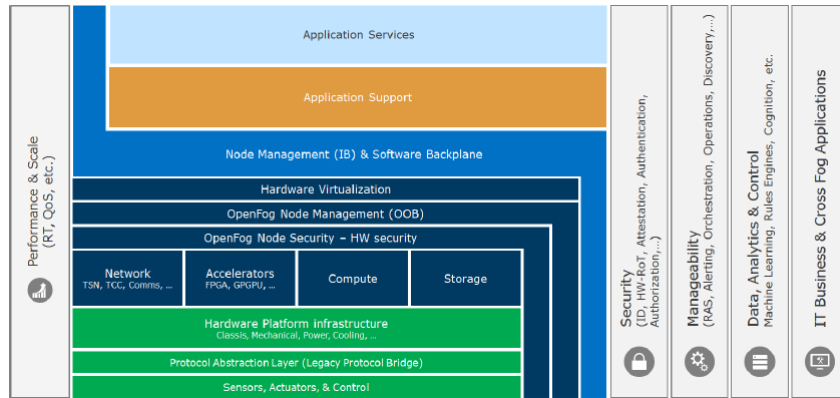 Performance & Scale
(RT, QoS, etc.)
Application Services
Application Support
Node Management (IB) & Software Backplane
Hardware Virtualization
OpenFog Node Management (OOB)
OpenFog Node Security – HW security
Network
TSN, TCC, Comms, ...
Accelerators
FPGA, GPGPU, ...
Compute
Storage
Hardware Platform infrastructure
Classis, Mechanical, Power, Cooling, ...
Protocol Abstraction Layer (Legacy Protocol Bridge)
Sensors, Actuators, & Control
Security
(ID, HW-RoT, Attestation, Authentication,
Authorization,...)
Manageability
(RAS, Alerting, Orchestration, Operations, Discovery,...)
Data, Analytics & Control
Machine Learning, Rules Engines, Cognition, etc.
IT Business & Cross Fog Applications